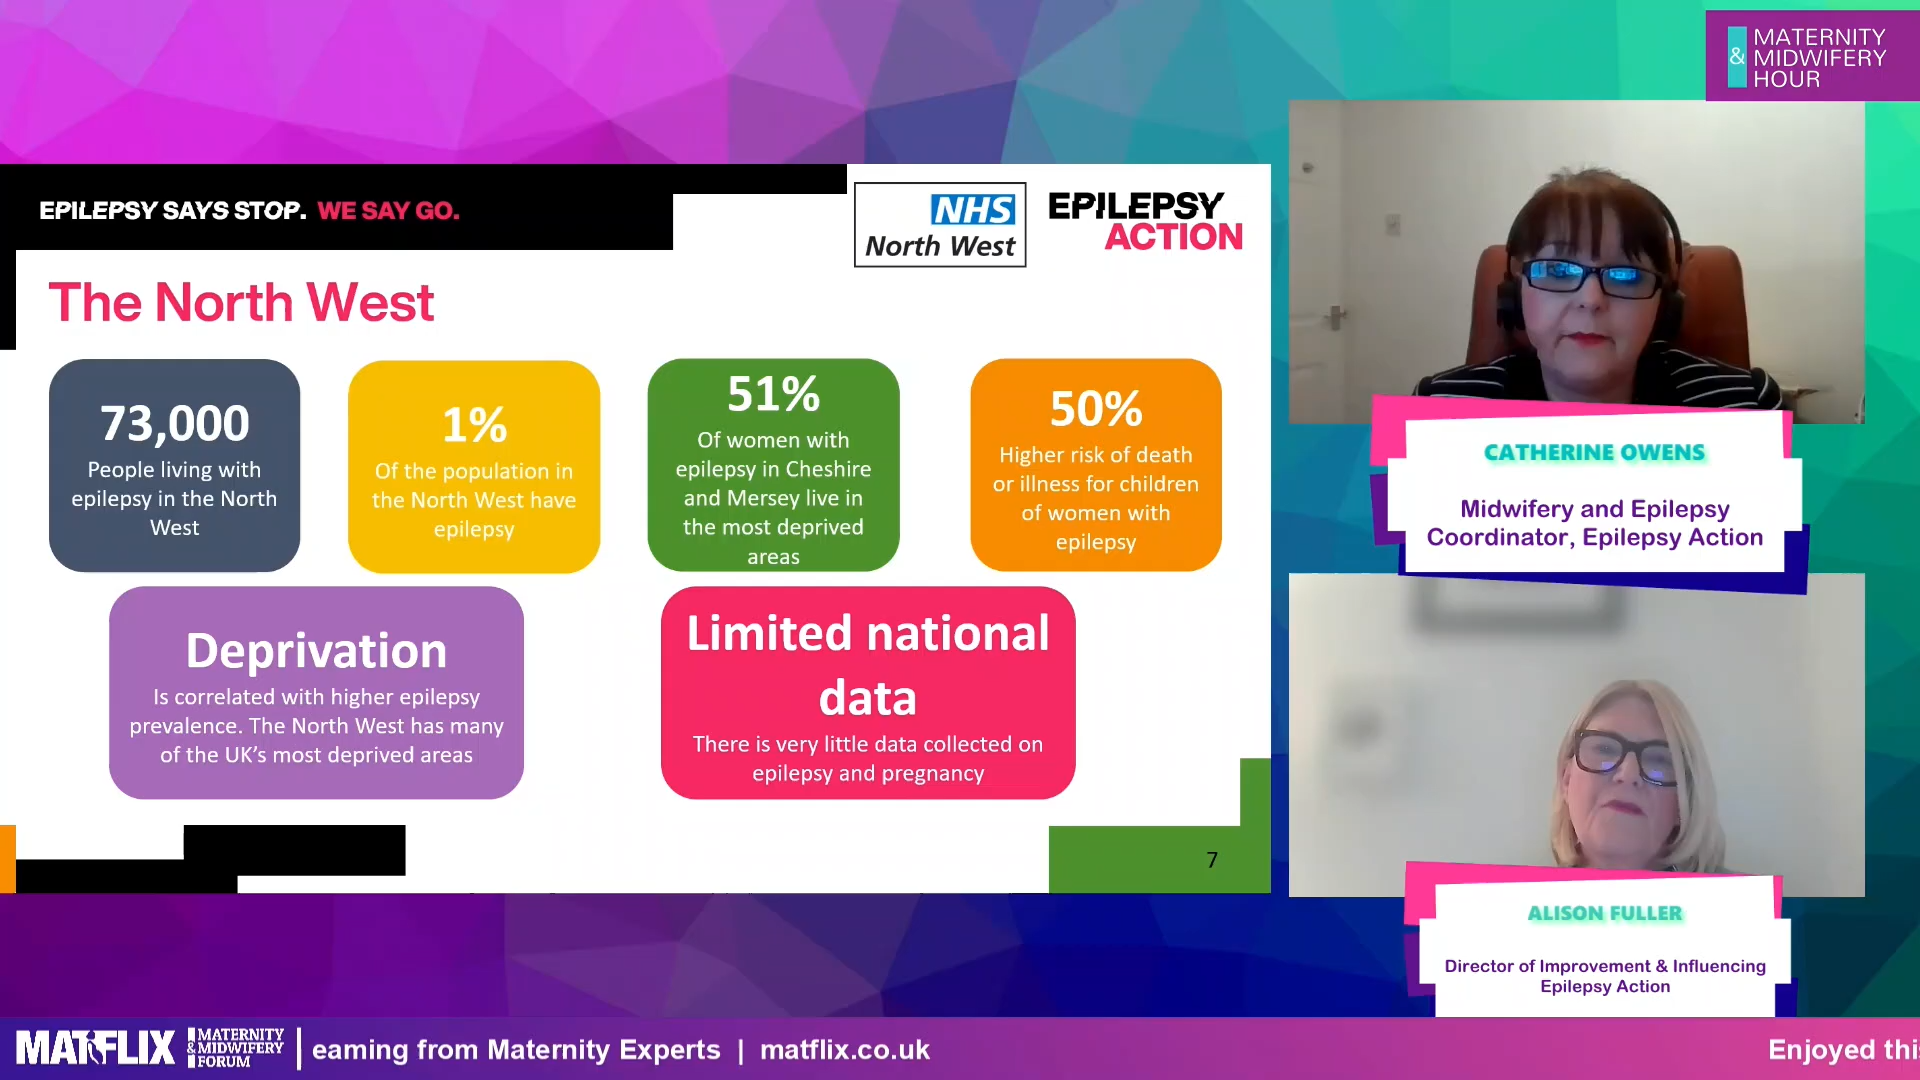 MATERNITY
& MIDWIFERY
HOUR
EPILEPSY SAYS STOP. WE SAY GO.
NHS
North West
EPILEPSY
ACTION
The North West
73,000
People living with
epilepsy in the North
West
1%
Of the population in
the North West have
epilepsy
51%
Of women with
epilepsy in Cheshire
and Mersey live in
the most deprived
areas
50%
Higher risk of death
or illness for children
of women with
epilepsy
Deprivation
Is correlated with higher epilepsy
prevalence. The North West has many
of the UK's most deprived areas
Limited national
data
There is very little data collected on
epilepsy and pregnancy
7
CATHERINE OWENS
Midwifery and Epilepsy
Coordinator, Epilepsy Action
ALISON FULLER
Director of Improvement & Influencing
Epilepsy Action
MATFLIX
MATERNITY
& MIDWIFERY
FORUM
eaming from Maternity Experts | matflix.co.uk
Enjoyed this